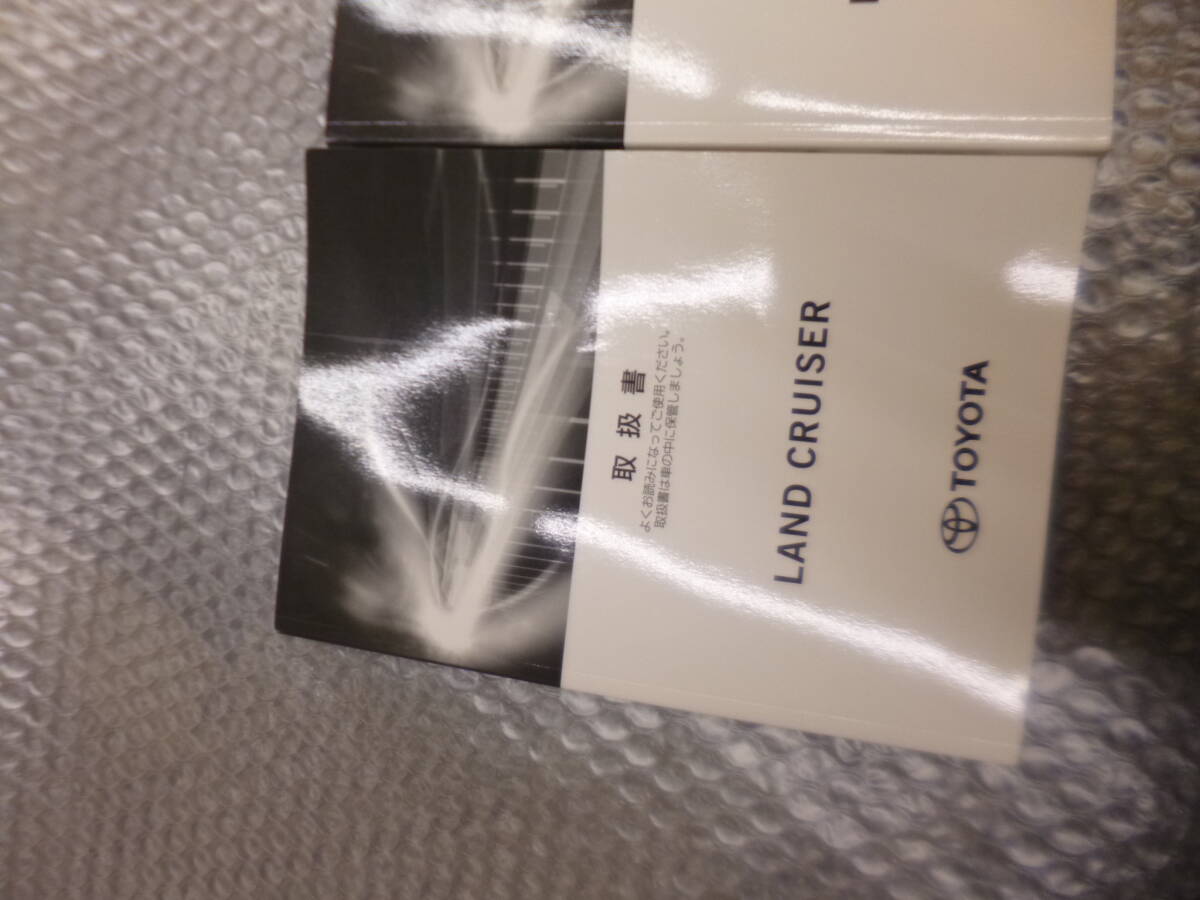 取扱書
よくお読みになってご使用ください。
取扱書は車の中に保管しましょう。
LAND CRUISER
TOYOTA